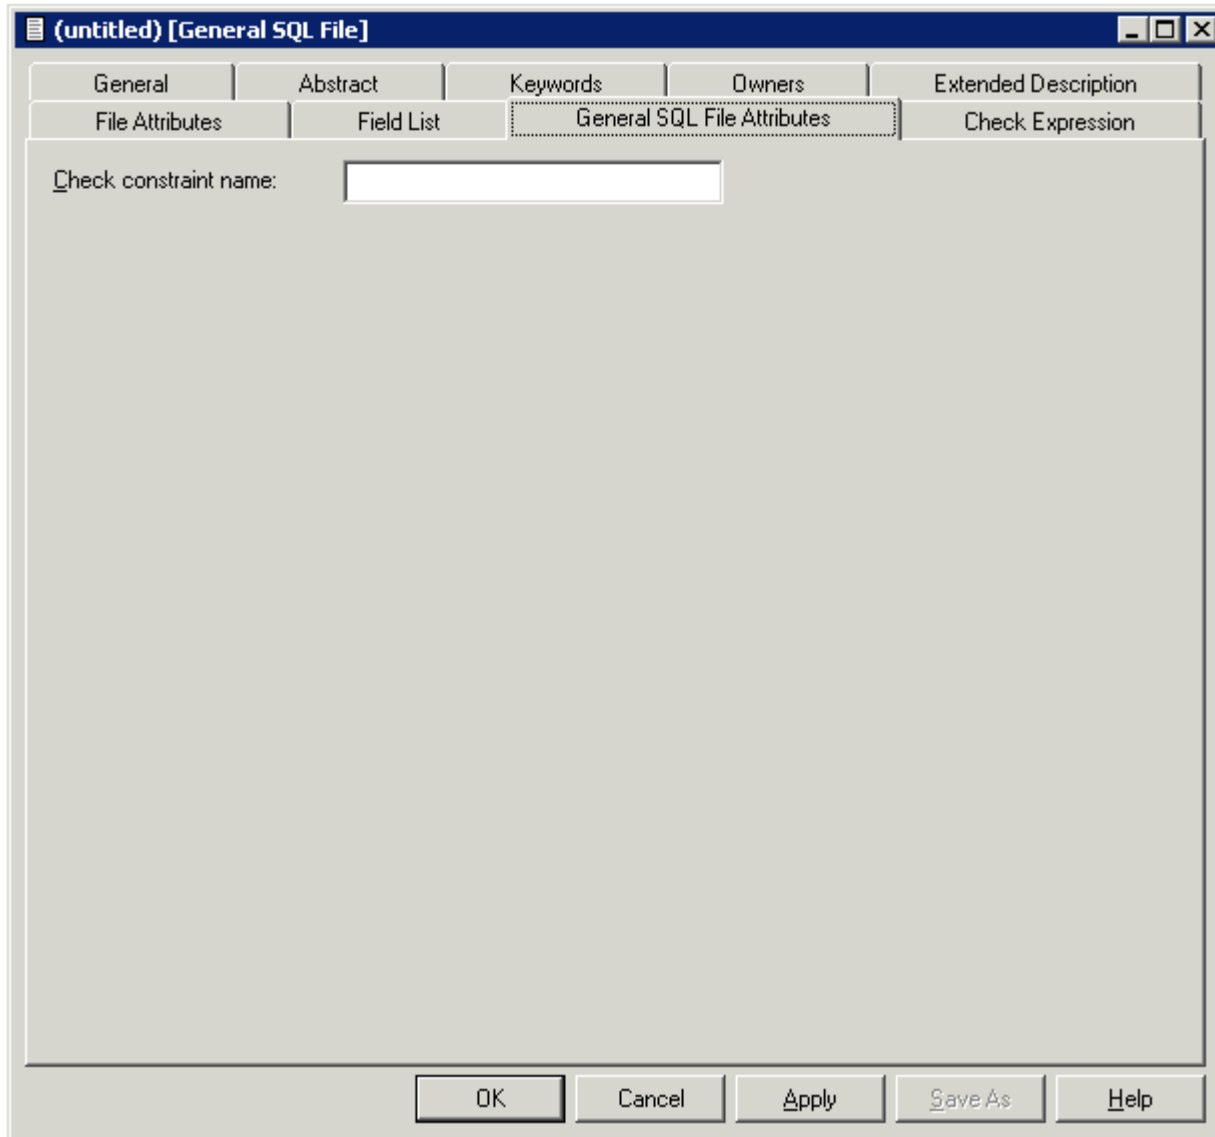 (untitled) [General SQL File]
General Abstract Keywords Owners Extended Description
File Attributes Field List General SQL File Attributes Check Expression
Check constraint name:
OK Cancel Apply Save As Help